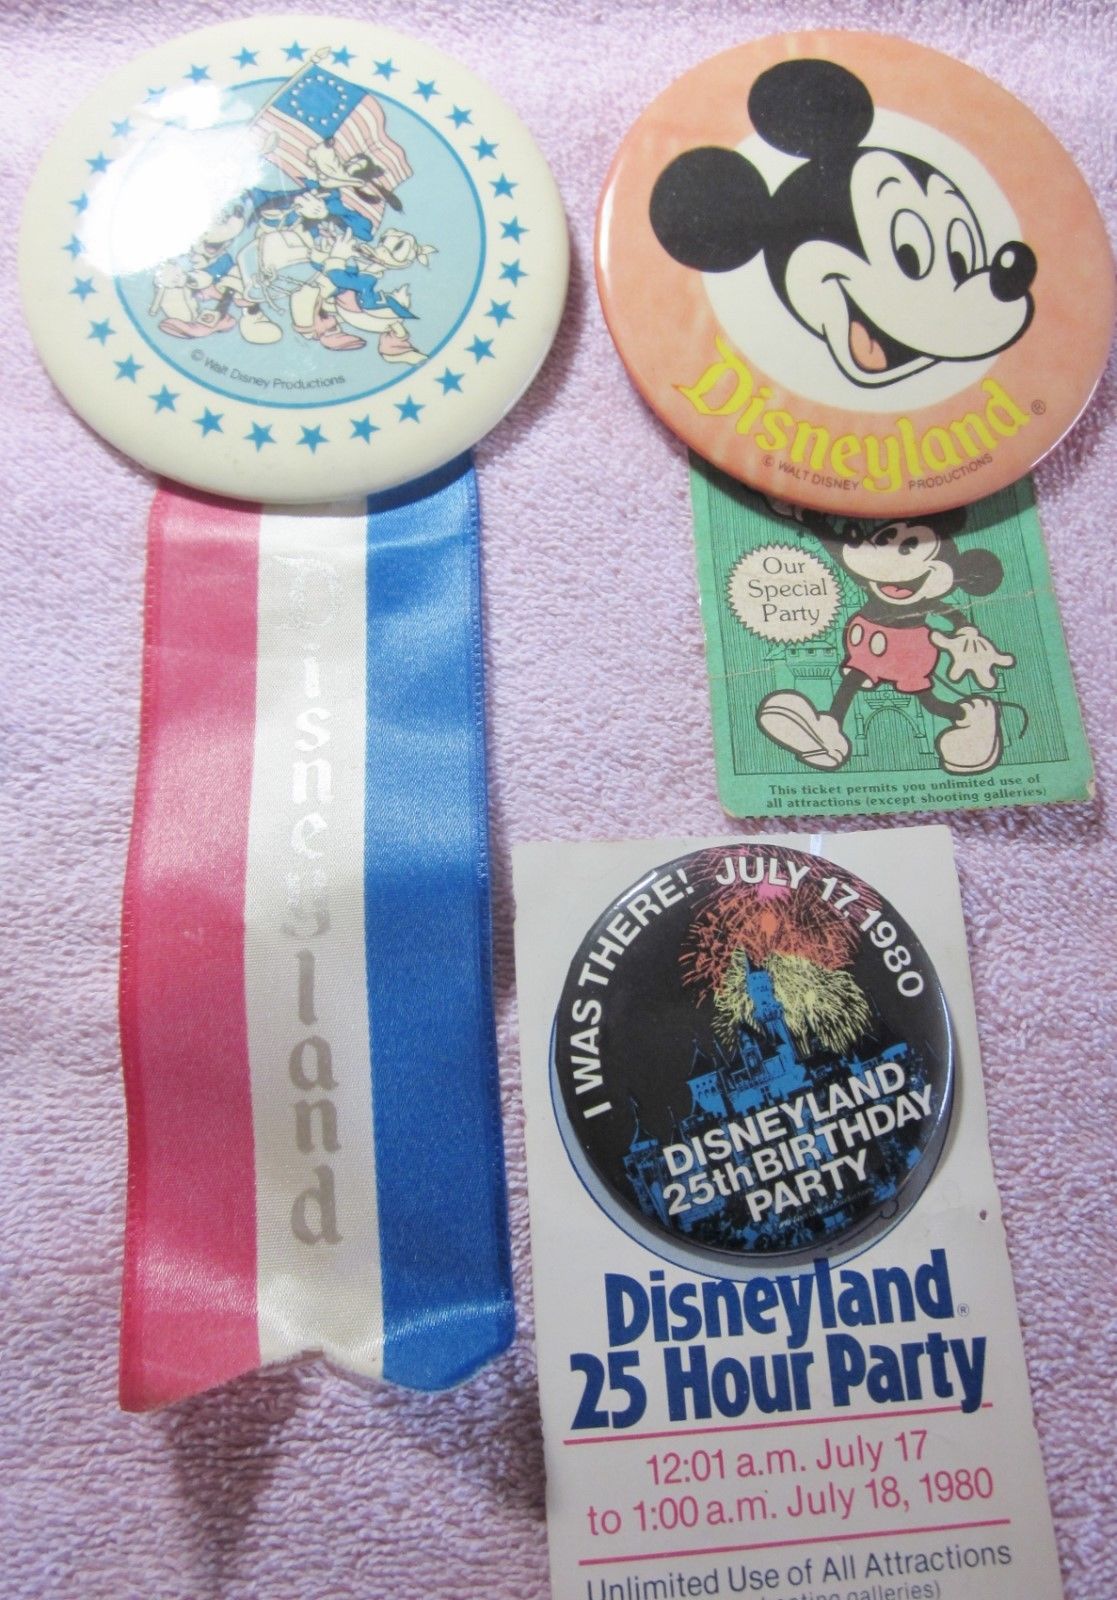 © Walt Disney Productions
Disneyland
Disneyland®
© WALT DISNEY PRODUCTIONS
Our
Special
Party
This ticket permits you unlimited use of
all attractions (except shooting galleries)
I WAS THERE! JULY 17, 1980
DISNEYLAND
25th BIRTHDAY
PARTY
Disneyland®
25 Hour Party
12:01 a.m. July 17
to 1:00 a.m. July 18, 1980
Unlimited Use of All Attractions
galleries)